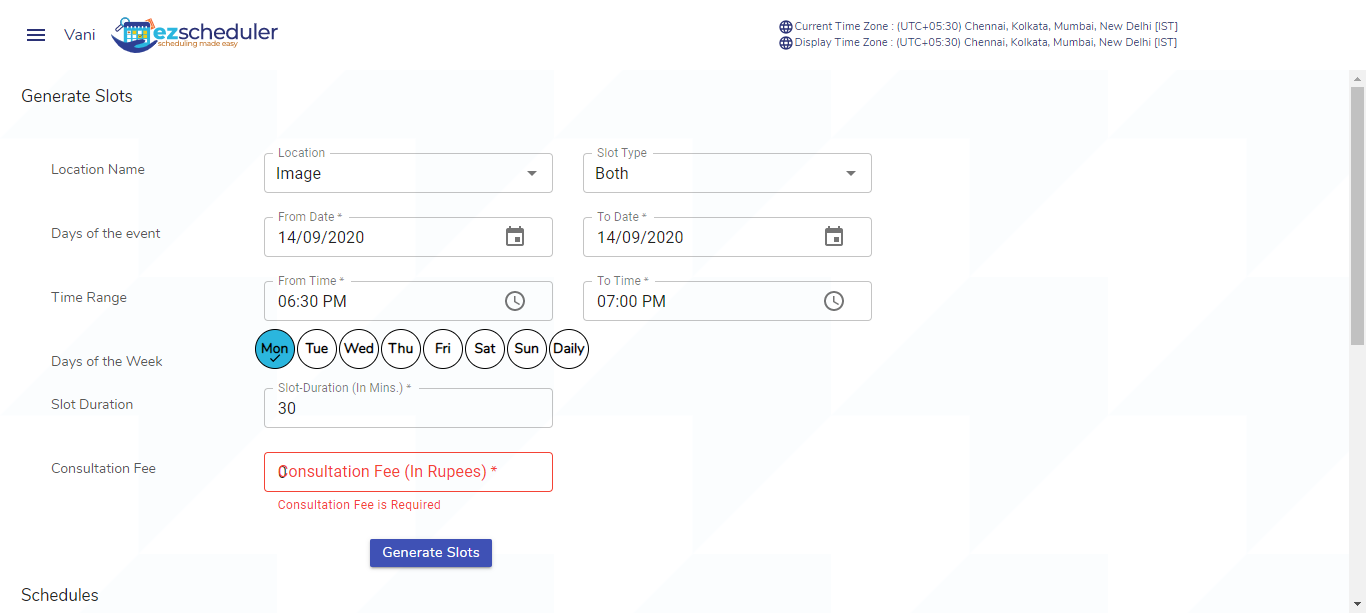 Vani
ezscheduler
scheduling made easy
Current Time Zone : (UTC+05:30) Chennai, Kolkata, Mumbai, New Delhi [IST]
Display Time Zone : (UTC+05:30) Chennai, Kolkata, Mumbai, New Delhi [IST]
Generate Slots
Location Name
Location
Image
Slot Type
Both
Days of the event
From Date *
14/09/2020
To Date *
14/09/2020
Time Range
From Time *
06:30 PM
To Time *
07:00 PM
Days of the Week
Mon Tue Wed Thu Fri Sat Sun Daily
Slot Duration
Slot-Duration (In Mins.) *
30
Consultation Fee
0
Consultation Fee (In Rupees) *
Consultation Fee is Required
Generate Slots
Schedules